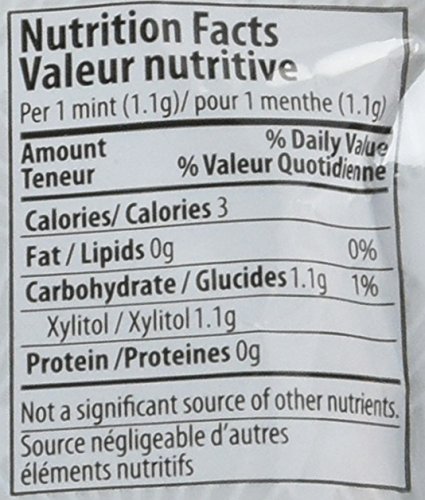 Nutrition Facts
Valeur nutritive
Per 1 mint (1.1g)/ pour 1 menthe (1.1g)
Amount % Daily Value
Teneur % Valeur Quotidienne
Calories/ Calories 3
Fat / Lipids 0g 0%
Carbohydrate / Glucides 1.1g 1%
Xylitol / Xylitol 1.1g
Protein /Proteines 0g
Not a significant source of other nutrients.
Source négligeable d'autres
éléments nutritifs